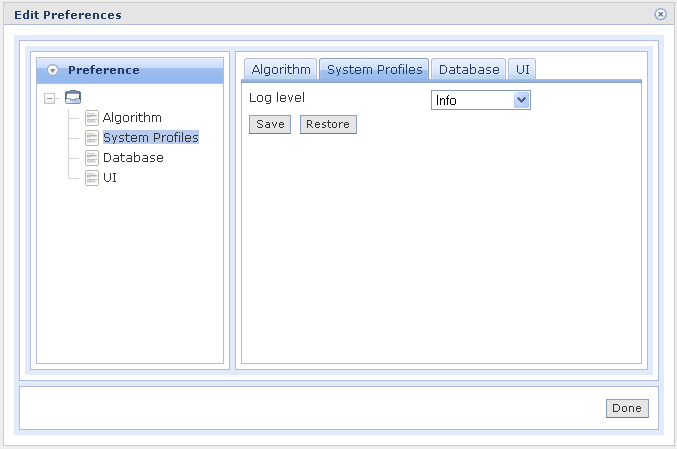 Edit Preferences
Preference
Algorithm
System Profiles
Database
UI
Algorithm System Profiles Database UI
Log level Info
Save Restore
Done